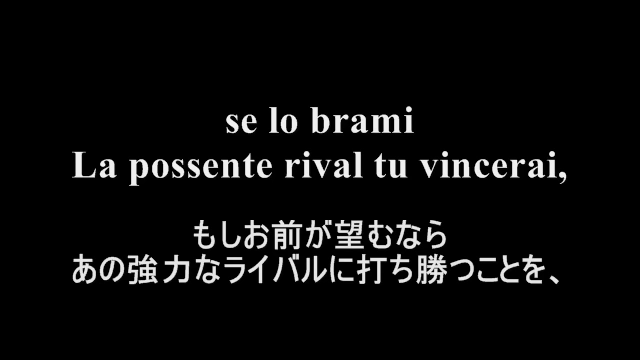 se lo brami
La possente rival tu vincerai,
もしお前が望むなら
あの強力なライバルに打ち勝つことを、